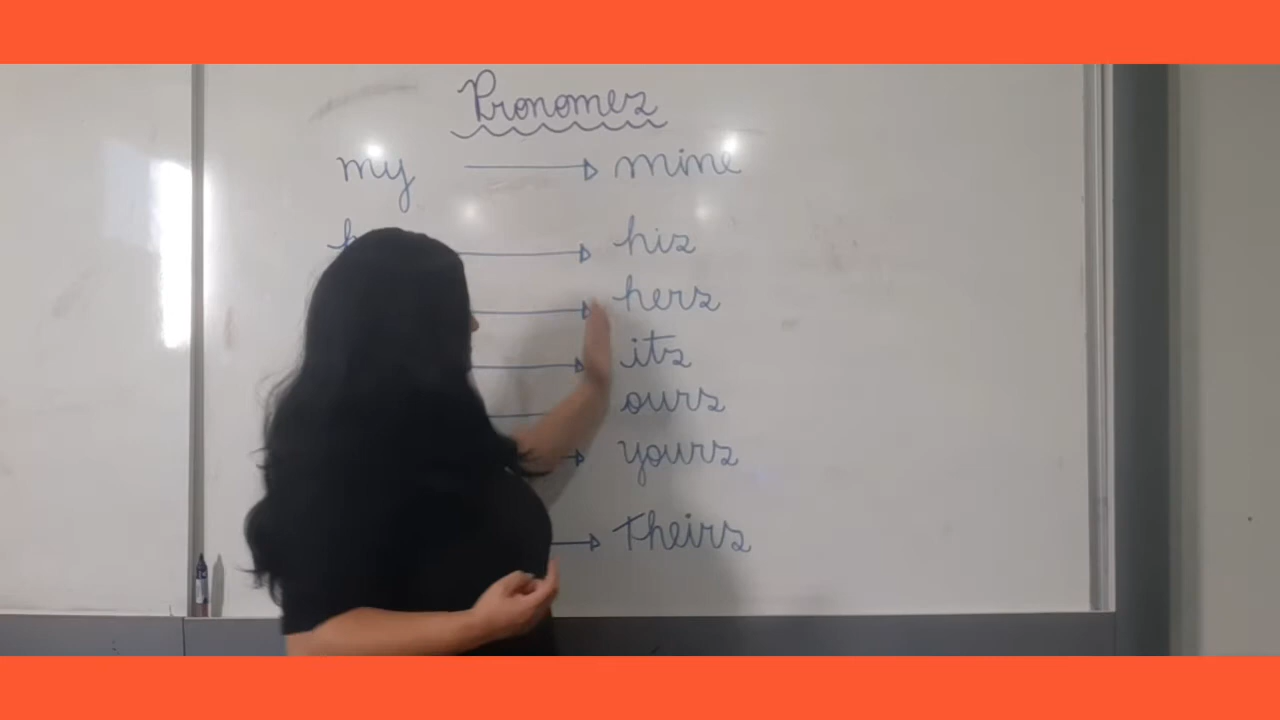 Pronomes
my → mine
→ his
→ hers
→ its
ours
→ yours
→ Theirs